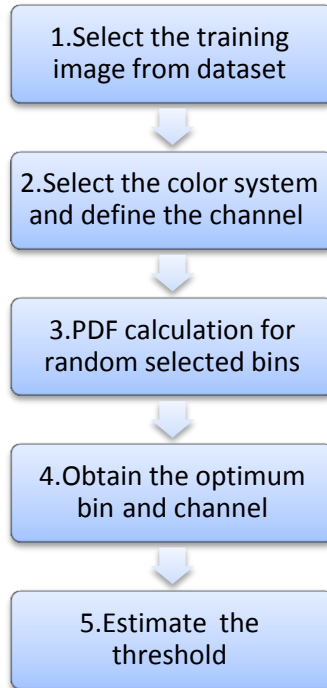 1.Select the training
image from dataset
2.Select the color system
and define the channel
3.PDF calculation for
random selected bins
4.Obtain the optimum
bin and channel
5.Estimate  the
threshold